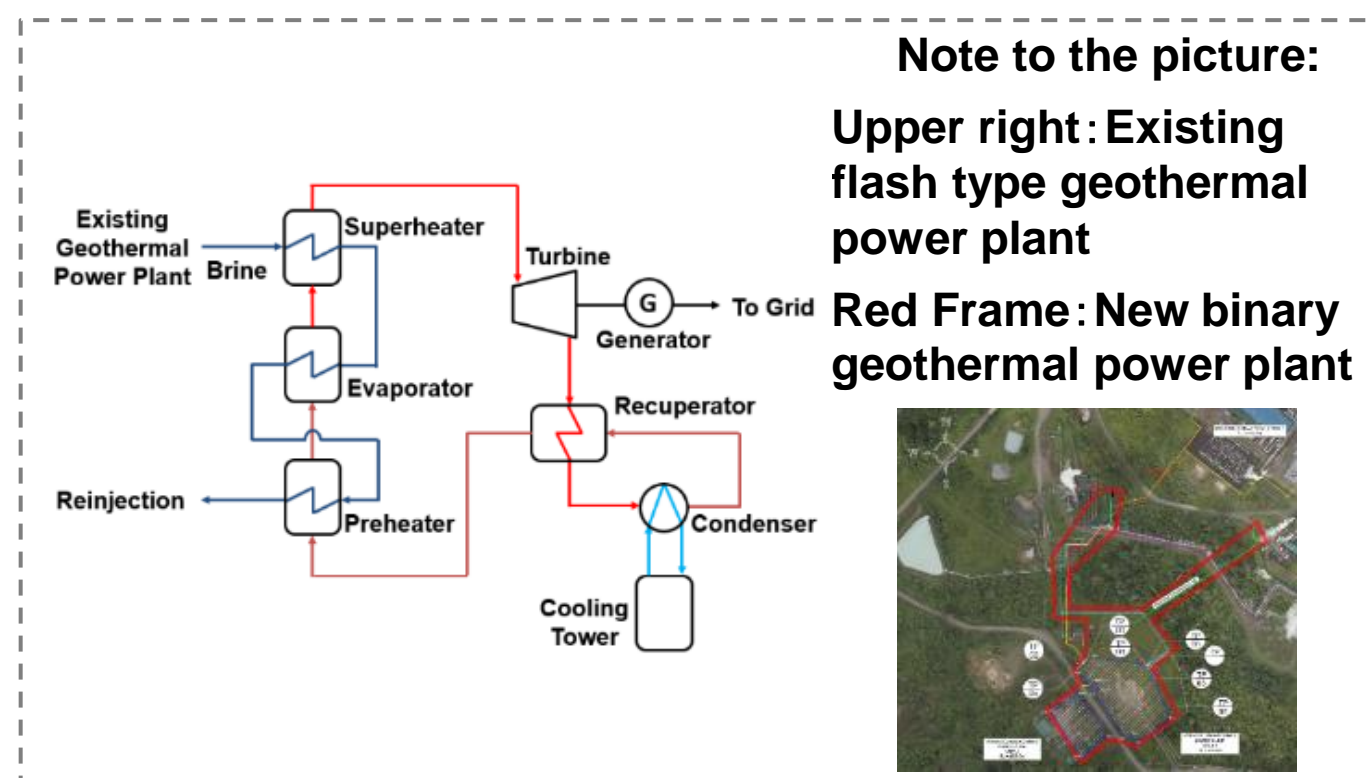 Note to the picture:
Upper right：Existing
flash type geothermal
power plant
Red Frame：New binary
geothermal power plant
Existing
Geothermal
Power Plant
Brine
Superheater
Evaporator
Preheater
Reinjection
Turbine
G
Generator
To Grid
Recuperator
Condenser
Cooling
Tower